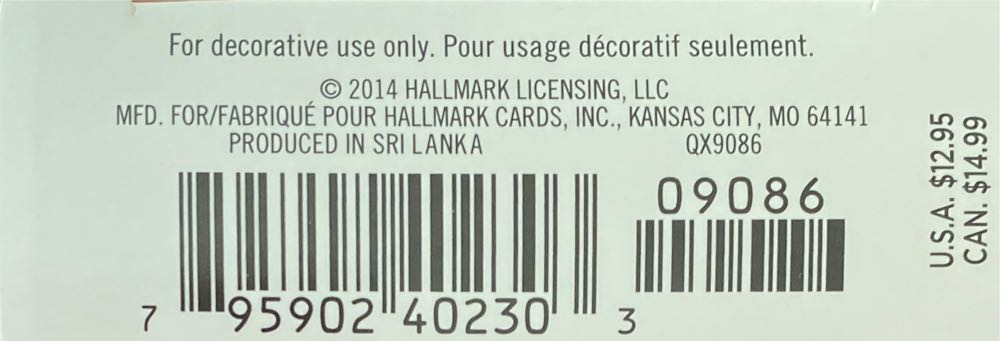 For decorative use only. Pour usage décoratif seulement.
© 2014 HALLMARK LICENSING, LLC
MFD. FOR/FABRIQUÉ POUR HALLMARK CARDS, INC., KANSAS CITY, MO 64141
PRODUCED IN SRI LANKA QX9086
09086
7 95902 40230 3
U.S.A. $12.95
CAN. $14.99